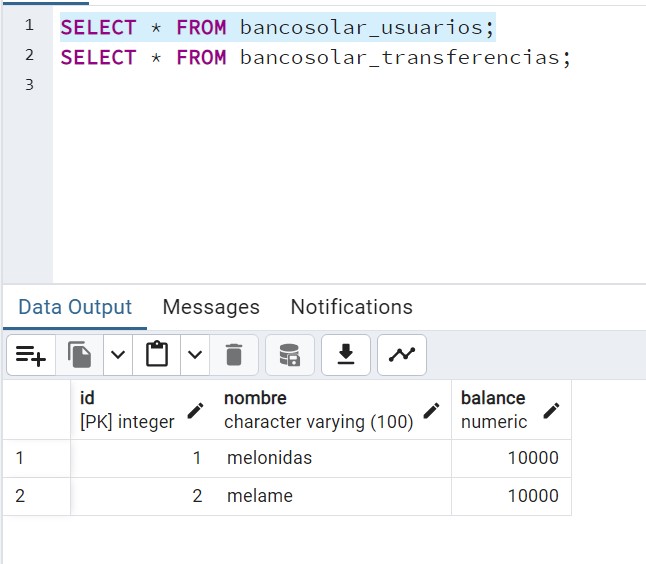 1 SELECT * FROM bancosolar_usuarios;
2 SELECT * FROM bancosolar_transferencias;
3
Data Output Messages Notifications
id nombre balance
[PK] integer character varying (100) numeric
1 1 melonidas 10000
2 2 melame 10000